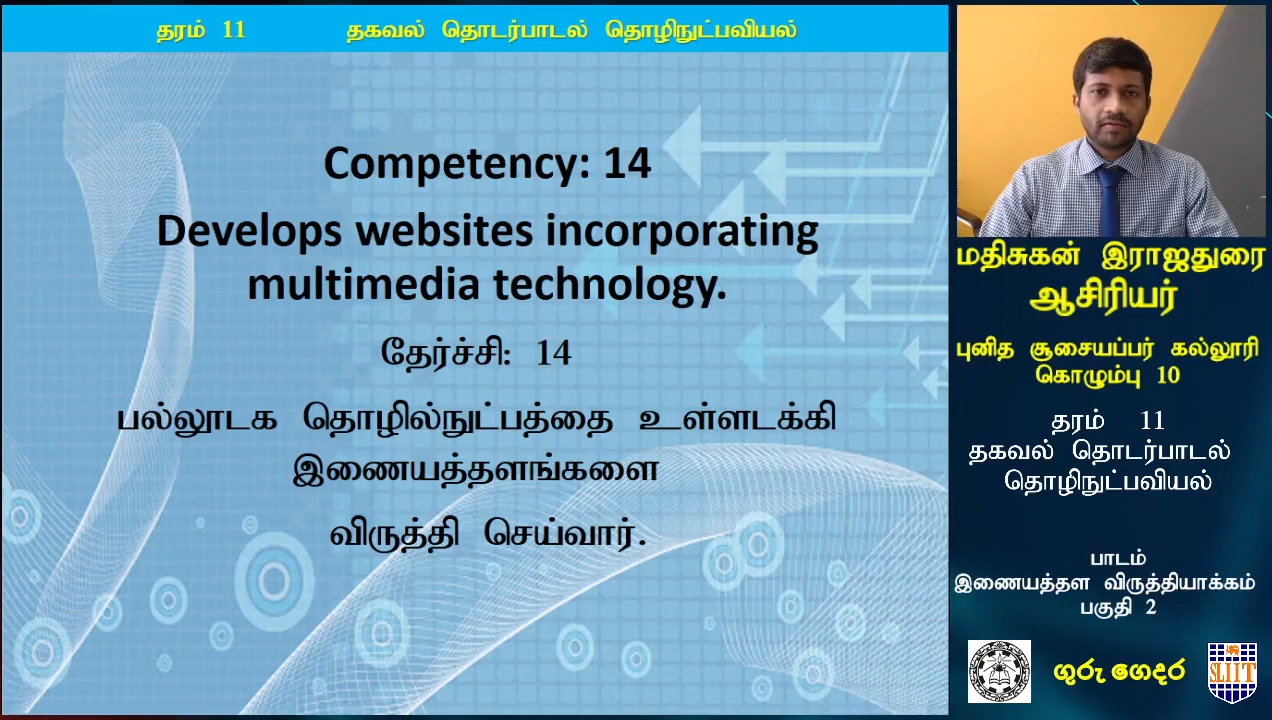 தரம் 11 தகவல் தொடர்பாடல் தொழிநுட்பவியல்
Competency: 14
Develops websites incorporating
multimedia technology.
தேர்ச்சி: 14
பல்லூடக தொழில்நுட்பத்தை உள்ளடக்கி
இணையத்தளங்களை
விருத்தி செய்வார்.
மதிசுகன் இராஜதுரை
ஆசிரியர்
புனித சூசையப்பர் கல்லூரி
கொழும்பு 10
தரம் 11
தகவல் தொடர்பாடல்
தொழிநுட்பவியல்
பாடம்
இணையத்தள விருத்தியாக்கம்
பகுதி 2
ගුරු ගෙදර
SLIIT